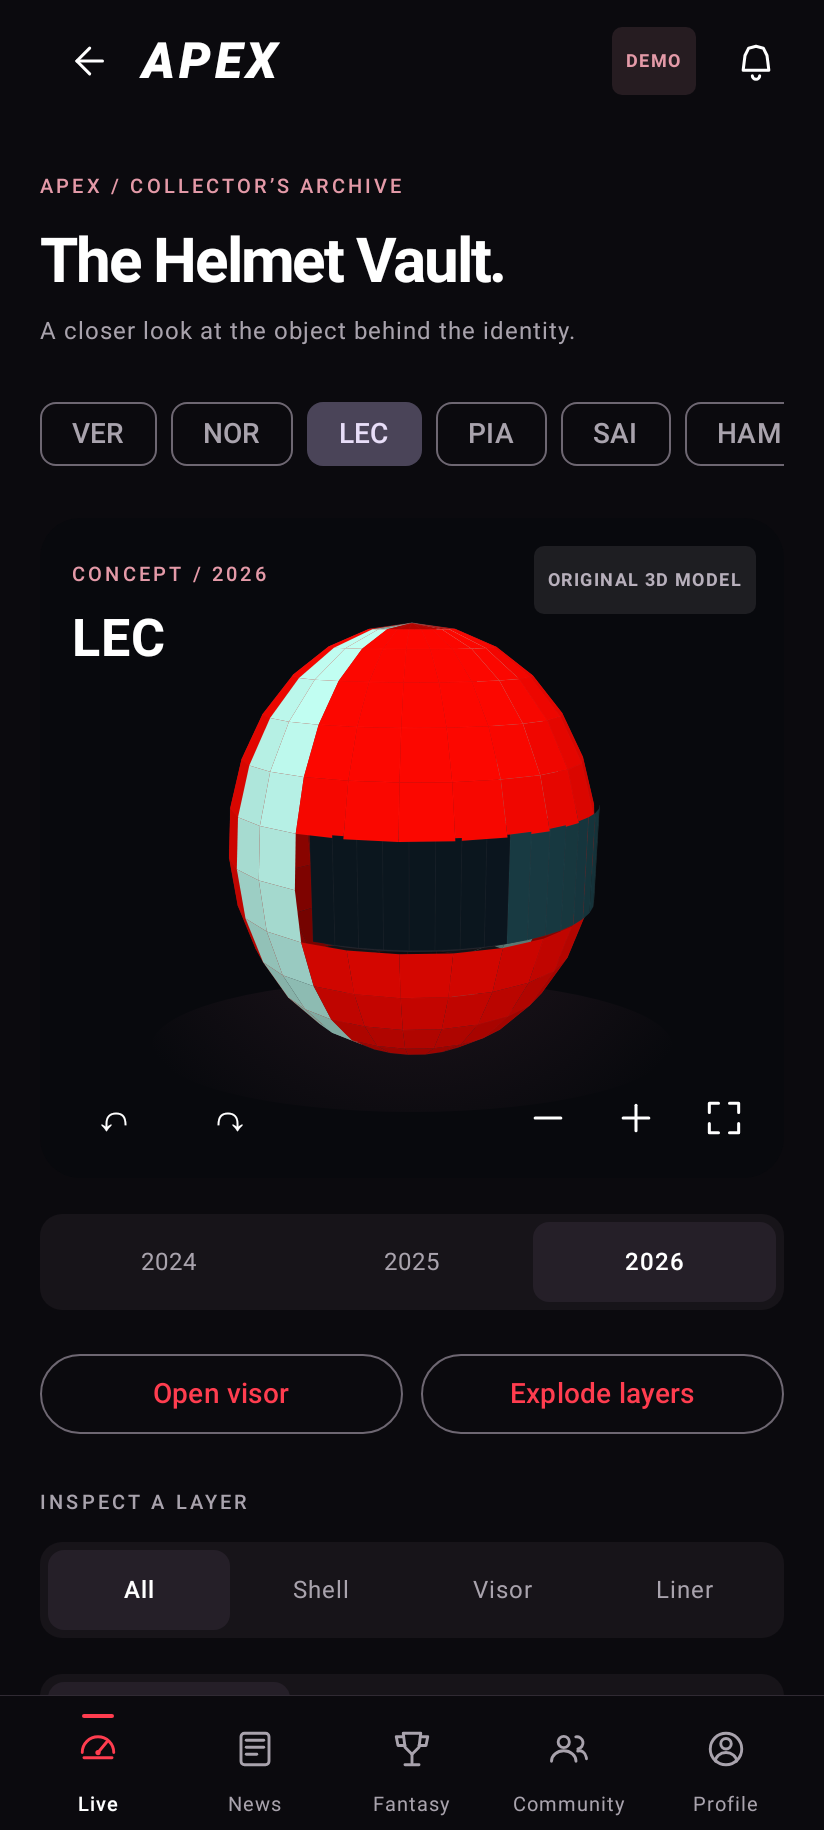 APEX
DEMO
APEX / COLLECTOR’S ARCHIVE
The Helmet Vault.
A closer look at the object behind the identity.
VER NOR LEC PIA SAI HAM
CONCEPT / 2026
ORIGINAL 3D MODEL
LEC
2024 2025 2026
Open visor Explode layers
INSPECT A LAYER
All Shell Visor Liner
Live News Fantasy Community Profile